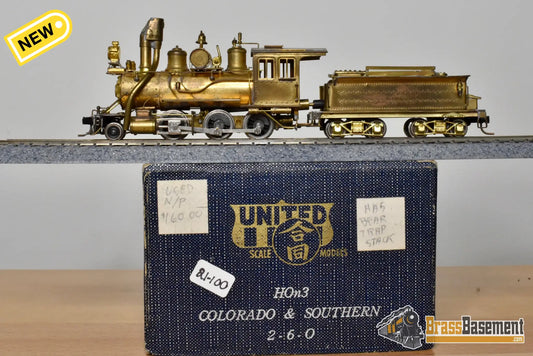 NEW
USED
N/P
160.00
HAS
BEAR
TRAP
STACK
UNITED
合同
SCALE MODELS
BJ-100
HOn3
COLORADO & SOUTHERN
2-6-0
BrassBasement
.com